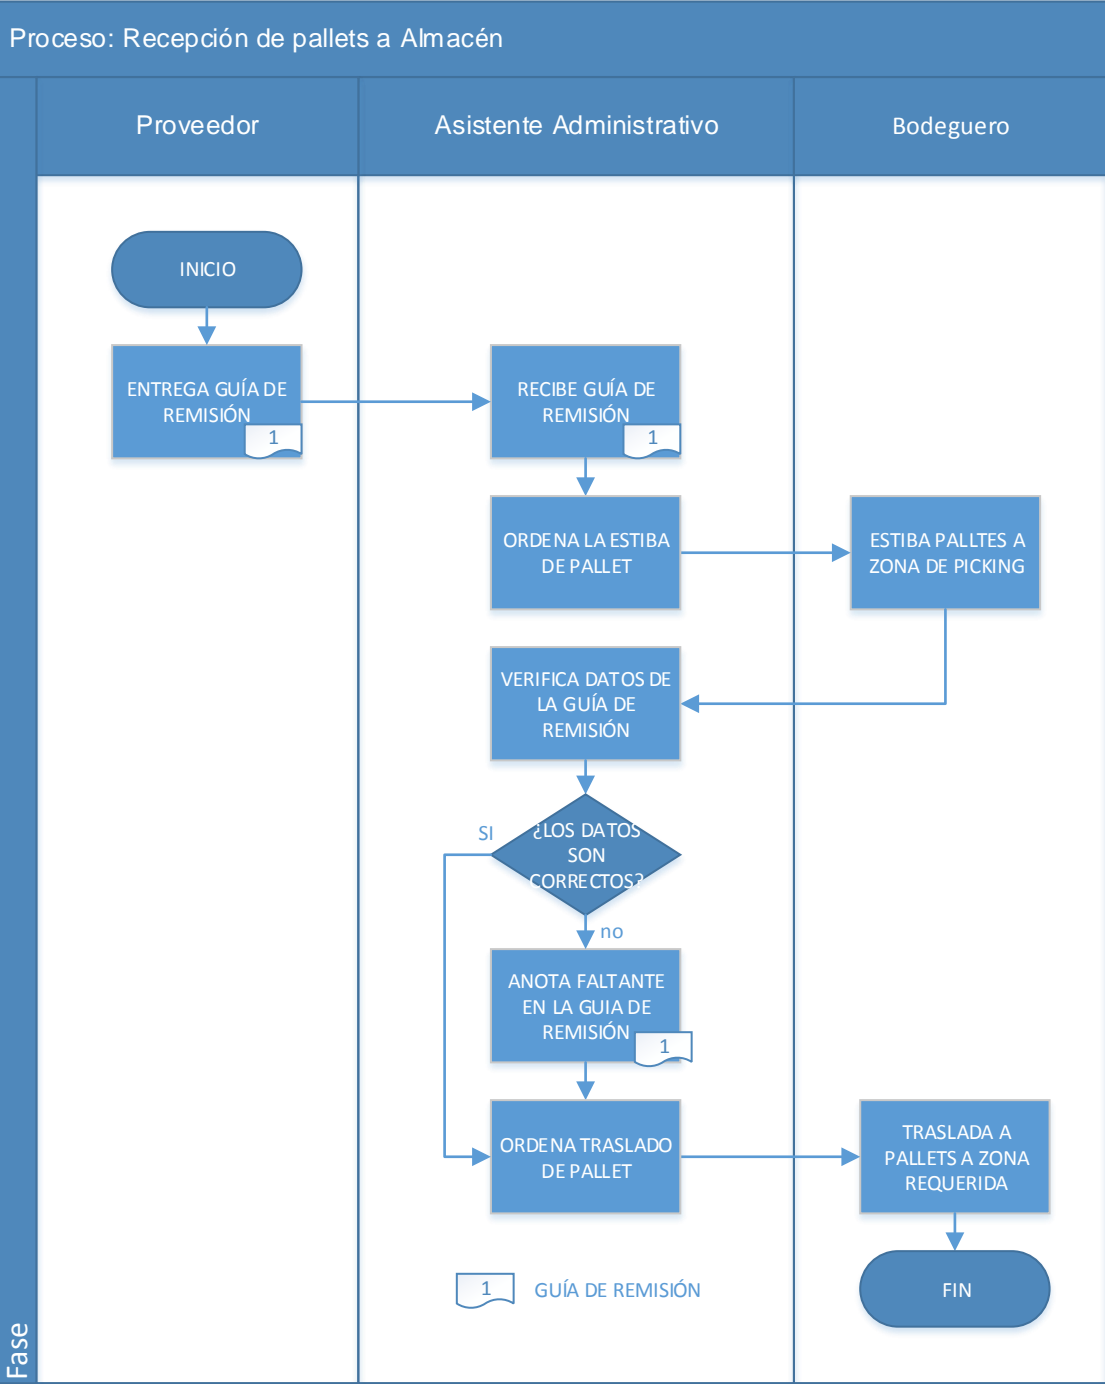 Proceso: Recepción de pallets a Almacén
Proveedor
Asistente Administrativo
Bodeguero
INICIO
ENTREGA GUÍA DE
REMISIÓN
1
RECIBE GUÍA DE
REMISIÓN
1
ORDENA LA ESTIBA
DE PALLET
ESTIBA PALLTES A
ZONA DE PICKING
VERIFICA DATOS DE
LA GUÍA DE
REMISIÓN
SI
¿LOS DATOS
SON
CORRECTOS?
no
ANOTA FALTANTE
EN LA GUIA DE
REMISIÓN
1
ORDENA TRASLADO
DE PALLET
TRASLADA A
PALLETS A ZONA
REQUERIDA
1
GUÍA DE REMISIÓN
FIN
Fase